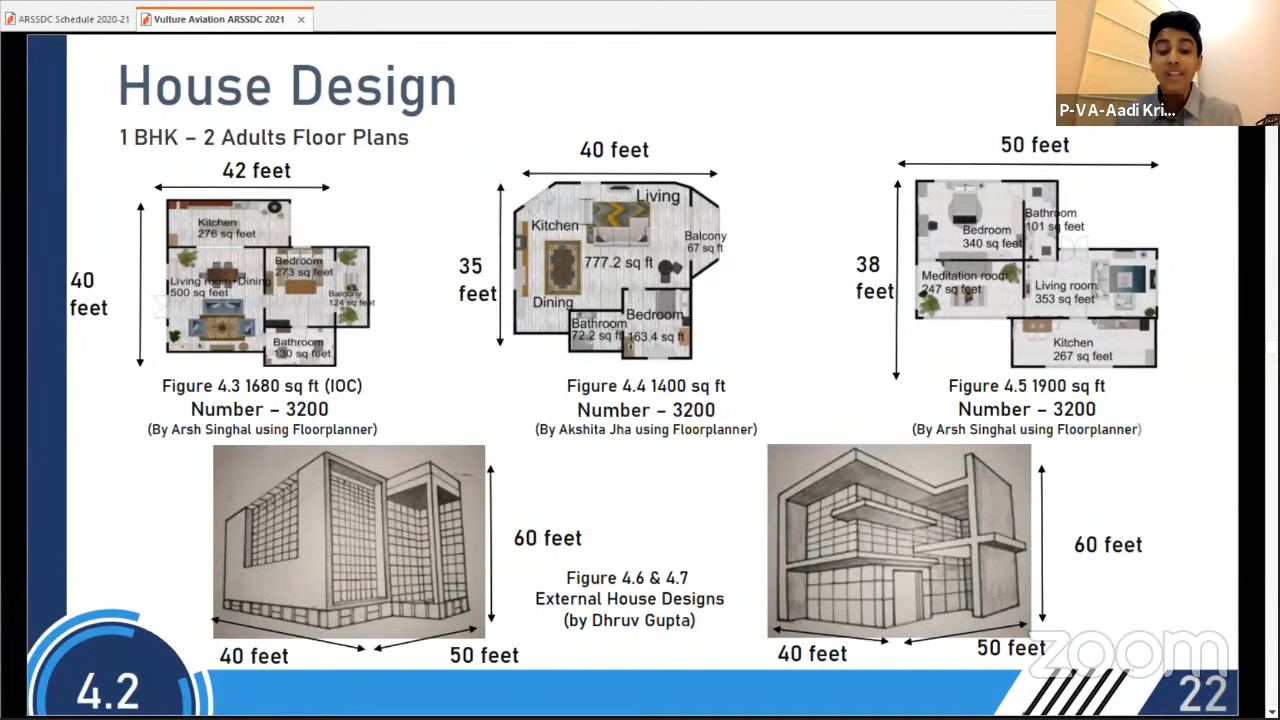 ARSSDC Schedule 2020-21
Vulture Aviation ARSSDC 2021
P-V A-Aadi Kri...
House Design
1 BHK – 2 Adults Floor Plans
42 feet
40 feet
50 feet
40
feet
Kitchen
276 sq feet
Bedroom
273 sq feet
Living room+Dining
500 sq feet
Balcony
124 sq feet
Bathroom
130 sq feet
35
feet
Living
Kitchen
Balcony
67 sq ft
777.2 sq ft
Dining
Bedroom
163.4 sq ft
Bathroom
72.2 sq ft
38
feet
Bathroom
101 sq feet
Bedroom
340 sq feet
Meditation room
247 sq feet
Living room
353 sq feet
Kitchen
267 sq feet
Figure 4.3 1680 sq ft (IOC)
Number – 3200
(By Arsh Singhal using Floorplanner)
Figure 4.4 1400 sq ft
Number – 3200
(By Akshita Jha using Floorplanner)
Figure 4.5 1900 sq ft
Number – 3200
(By Arsh Singhal using Floorplanner)
60 feet
Figure 4.6 & 4.7
External House Designs
(by Dhruv Gupta)
60 feet
40 feet
50 feet
40 feet
50 feet
zoom
4.2
22